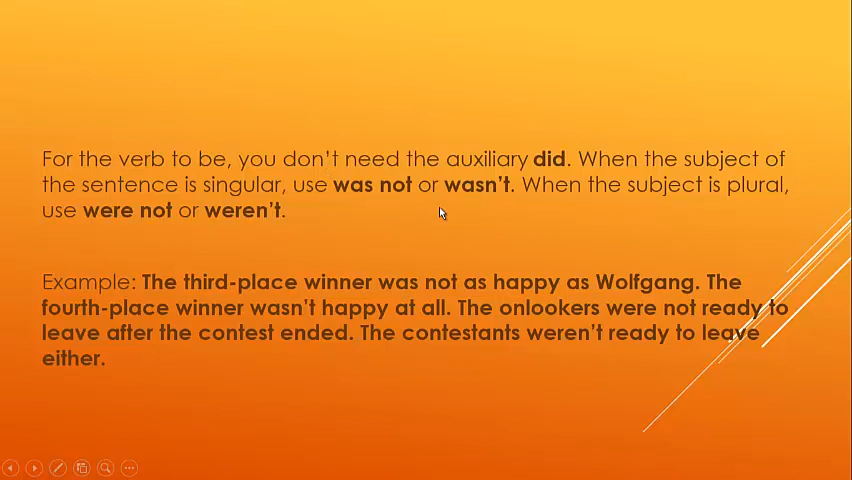 For the verb to be, you don't need the auxiliary did. When the subject of
the sentence is singular, use was not or wasn't. When the subject is plural,
use were not or weren't.
Example: The third-place winner was not as happy as Wolfgang. The
fourth-place winner wasn't happy at all. The onlookers were not ready to
leave after the contest ended. The contestants weren't ready to leave
either.